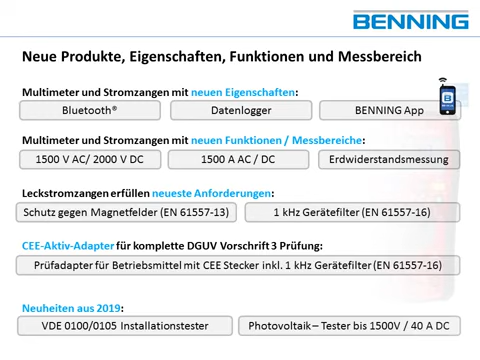 BENNING
Neue Produkte, Eigenschaften, Funktionen und Messbereich
Multimeter und Stromzangen mit neuen Eigenschaften:
Bluetooth®
Datenlogger
BENNING App
Multimeter und Stromzangen mit neuen Funktionen / Messbereiche:
1500 V AC/ 2000 V DC
1500 A AC / DC
Erdwiderstandsmessung
Leckstromzangen erfüllen neueste Anforderungen:
Schutz gegen Magnetfelder (EN 61557-13)
1 kHz Gerätefilter (EN 61557-16)
CEE-Aktiv-Adapter für komplette DGUV Vorschrift 3 Prüfung:
Prüfadapter für Betriebsmittel mit CEE Stecker inkl. 1 kHz Gerätefilter (EN 61557-16)
Neuheiten aus 2019:
VDE 0100/0105 Installationstester
Photovoltaik – Tester bis 1500V / 40 A DC